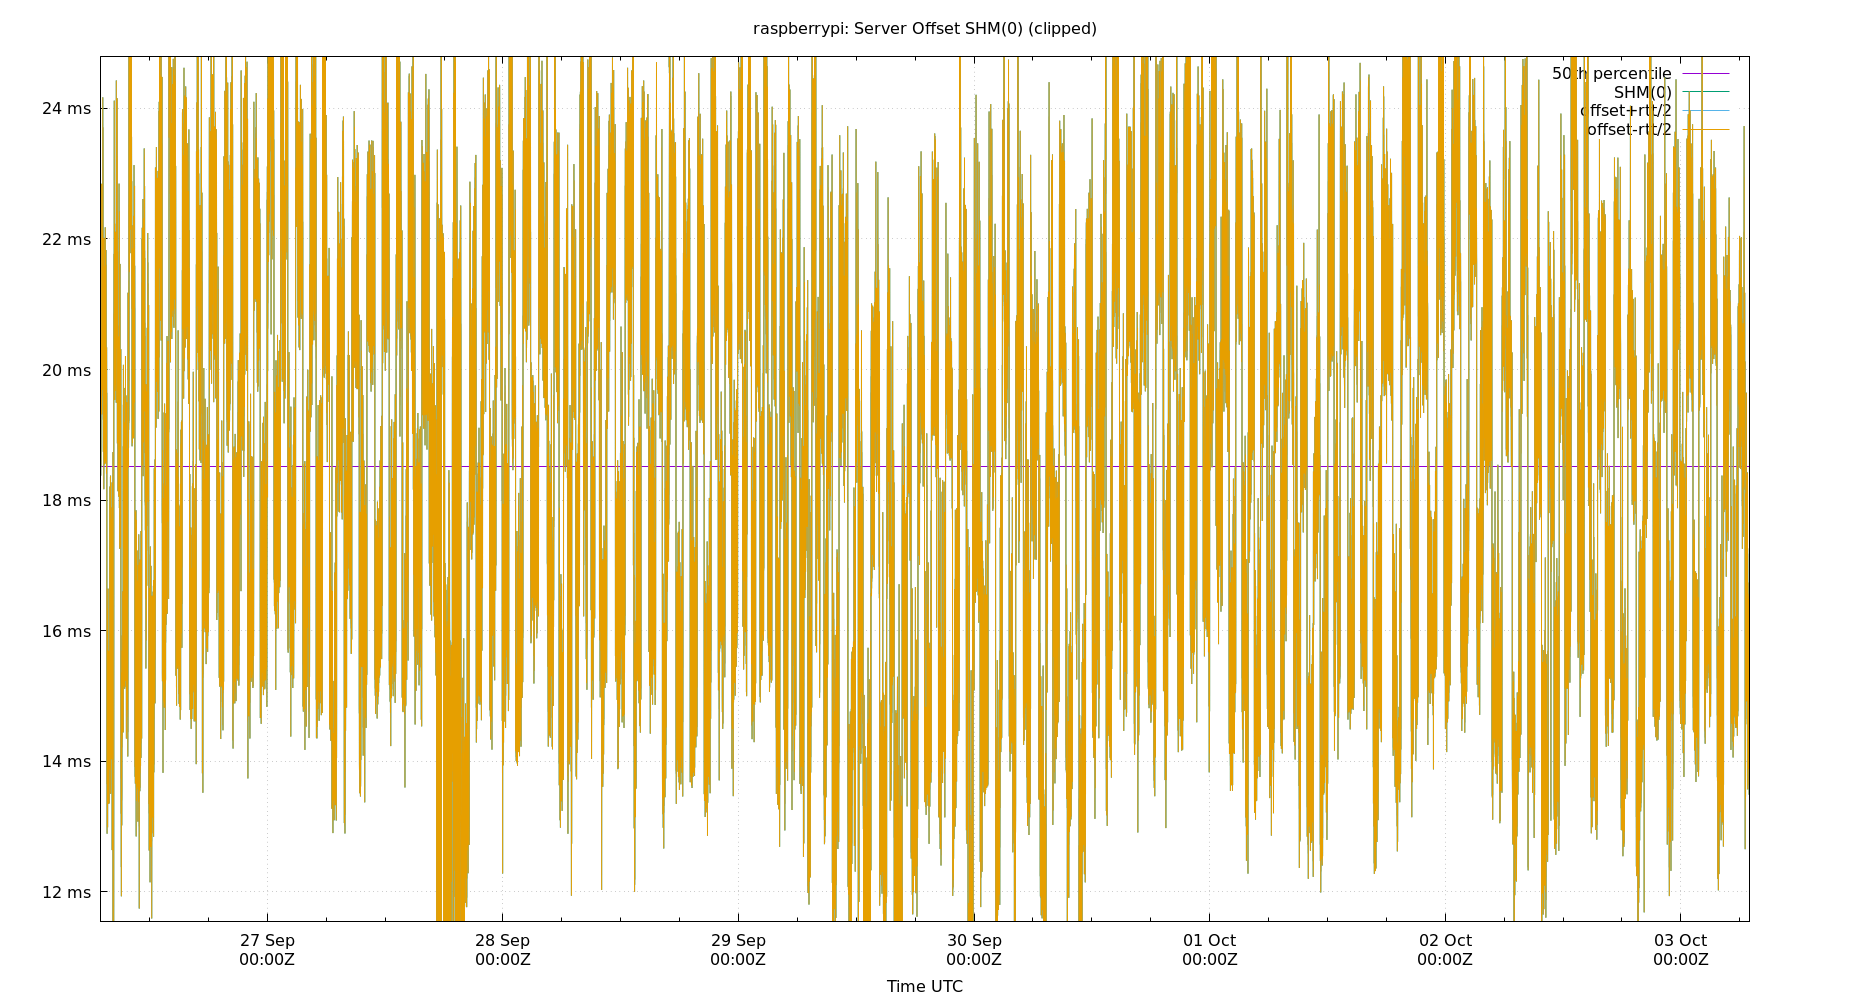 raspberrypi: Server Offset SHM(0) (clipped)
50th percentile
SHM(0)
offset+rtt/2
offset-rtt/2
24 ms
22 ms
20 ms
18 ms
16 ms
14 ms
12 ms
27 Sep 28 Sep 29 Sep 30 Sep 01 Oct 02 Oct 03 Oct
00:00Z 00:00Z 00:00Z 00:00Z 00:00Z 00:00Z 00:00Z
Time UTC